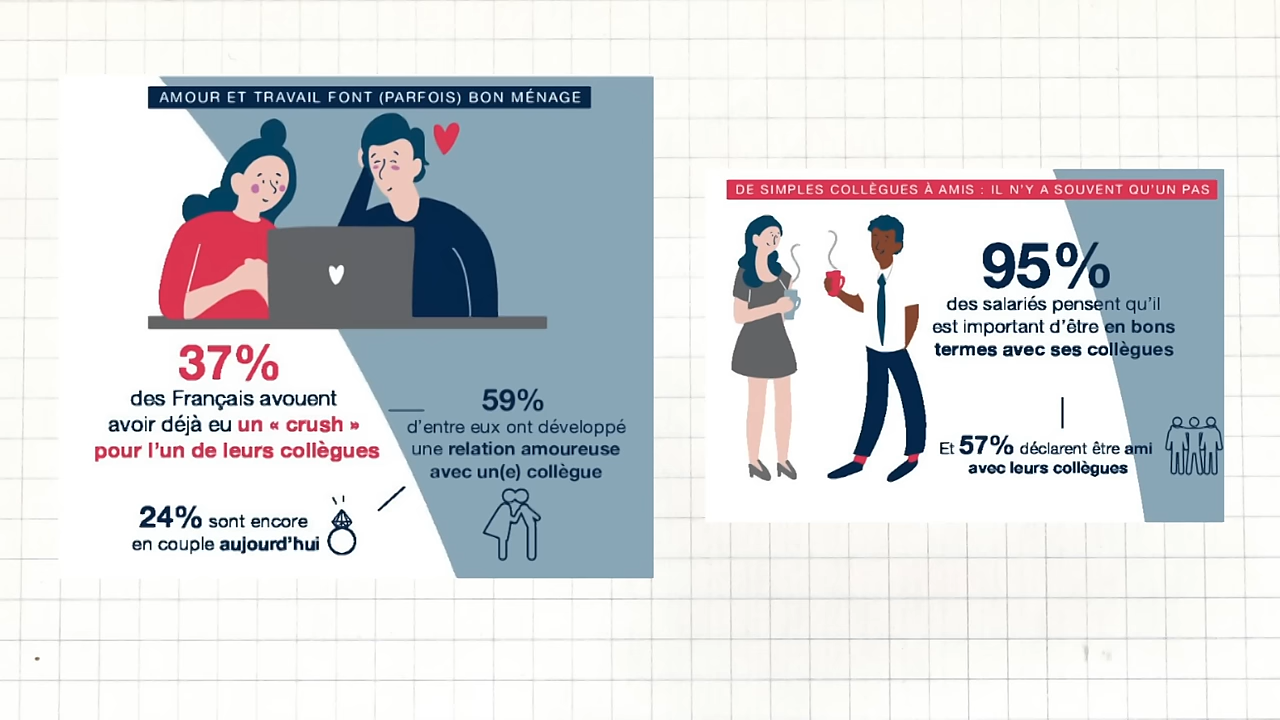 AMOUR ET TRAVAIL FONT (PARFOIS) BON MÉNAGE
37%
des Français avouent
avoir déjà eu un « crush »
pour l'un de leurs collègues
59%
d'entre eux ont développé
une relation amoureuse
avec un(e) collègue
24% sont encore
en couple aujourd'hui
DE SIMPLES COLLÈGUES À AMIS : IL N'Y A SOUVENT QU'UN PAS
95%
des salariés pensent qu'il
est important d'être en bons
termes avec ses collègues
Et 57% déclarent être ami
avec leurs collègues